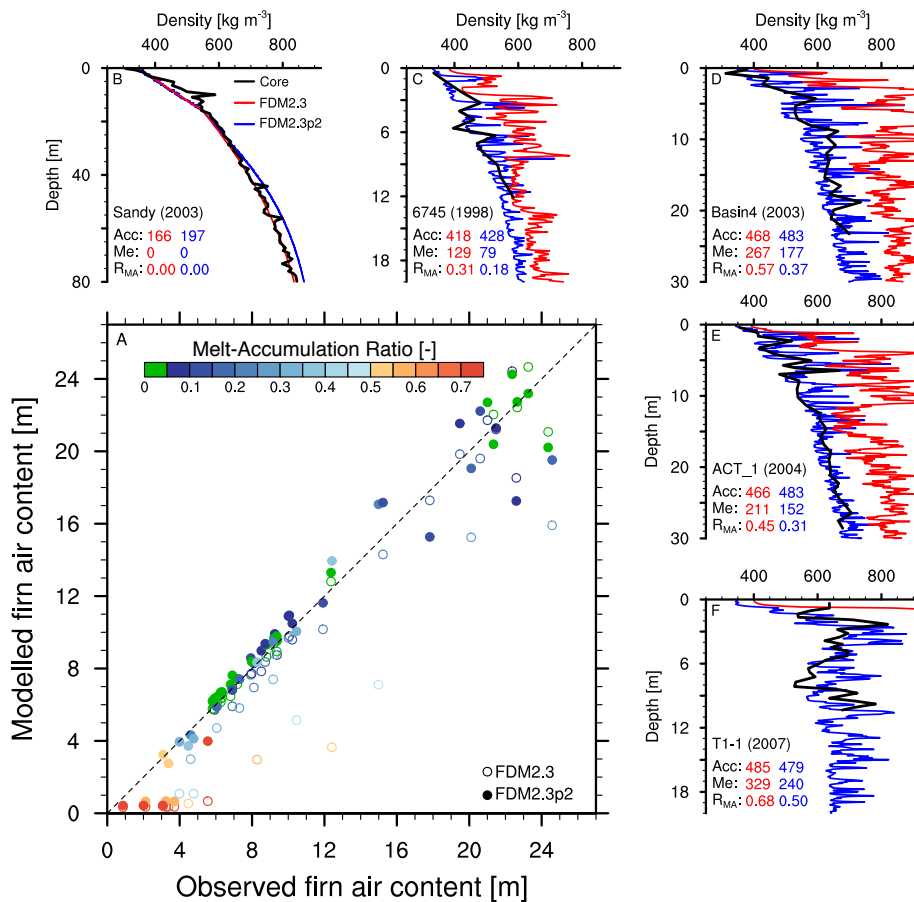 Density [kg m⁻³]
400 600 800
B
0
40
80
Depth [m]
Core
FDM2.3
FDM2.3p2
Sandy (2003)
Acc: 166 197
Me: 0 0
R_MA: 0.00 0.00
Density [kg m⁻³]
400 600 800
C
0
6
12
6745 (1998)
Acc: 418 428
Me: 129 79
R_MA: 0.31 0.18
18
Density [kg m⁻³]
400 600 800
D
0
10
20
30
Basin4 (2003)
Acc: 468 483
Me: 267 177
R_MA: 0.57 0.37
A
Melt-Accumulation Ratio [-]
0 0.1 0.2 0.3 0.4 0.5 0.6 0.7
24
20
16
12
8
4
0
Modelled firn air content [m]
FDM2.3
FDM2.3p2
0 4 8 12 16 20 24
Observed firn air content [m]
400 600 800
E
0
10
20
30
Depth [m]
ACT_1 (2004)
Acc: 466 483
Me: 211 152
R_MA: 0.45 0.31
400 600 800
F
0
6
12
18
Depth [m]
T1-1 (2007)
Acc: 485 479
Me: 329 240
R_MA: 0.68 0.50